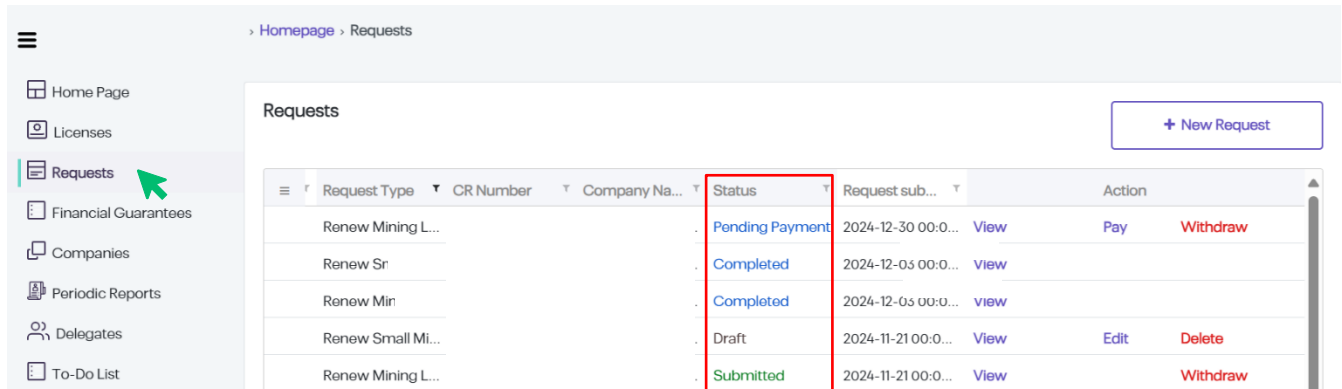 › Homepage › Requests
Home Page
Licenses
Requests
Financial Guarantees
Companies
Periodic Reports
Delegates
To-Do List
Requests
+ New Request
Request Type CR Number Company Na... Status Request sub... Action
Renew Mining L... . Pending Payment 2024-12-30 00:0... View Pay Withdraw
Renew Sr . Completed 2024-12-03 00:0... View
Renew Min . Completed 2024-12-03 00:0... View
Renew Small Mi... . Draft 2024-11-21 00:0... View Edit Delete
Renew Mining L... . Submitted 2024-11-21 00:0... View Withdraw